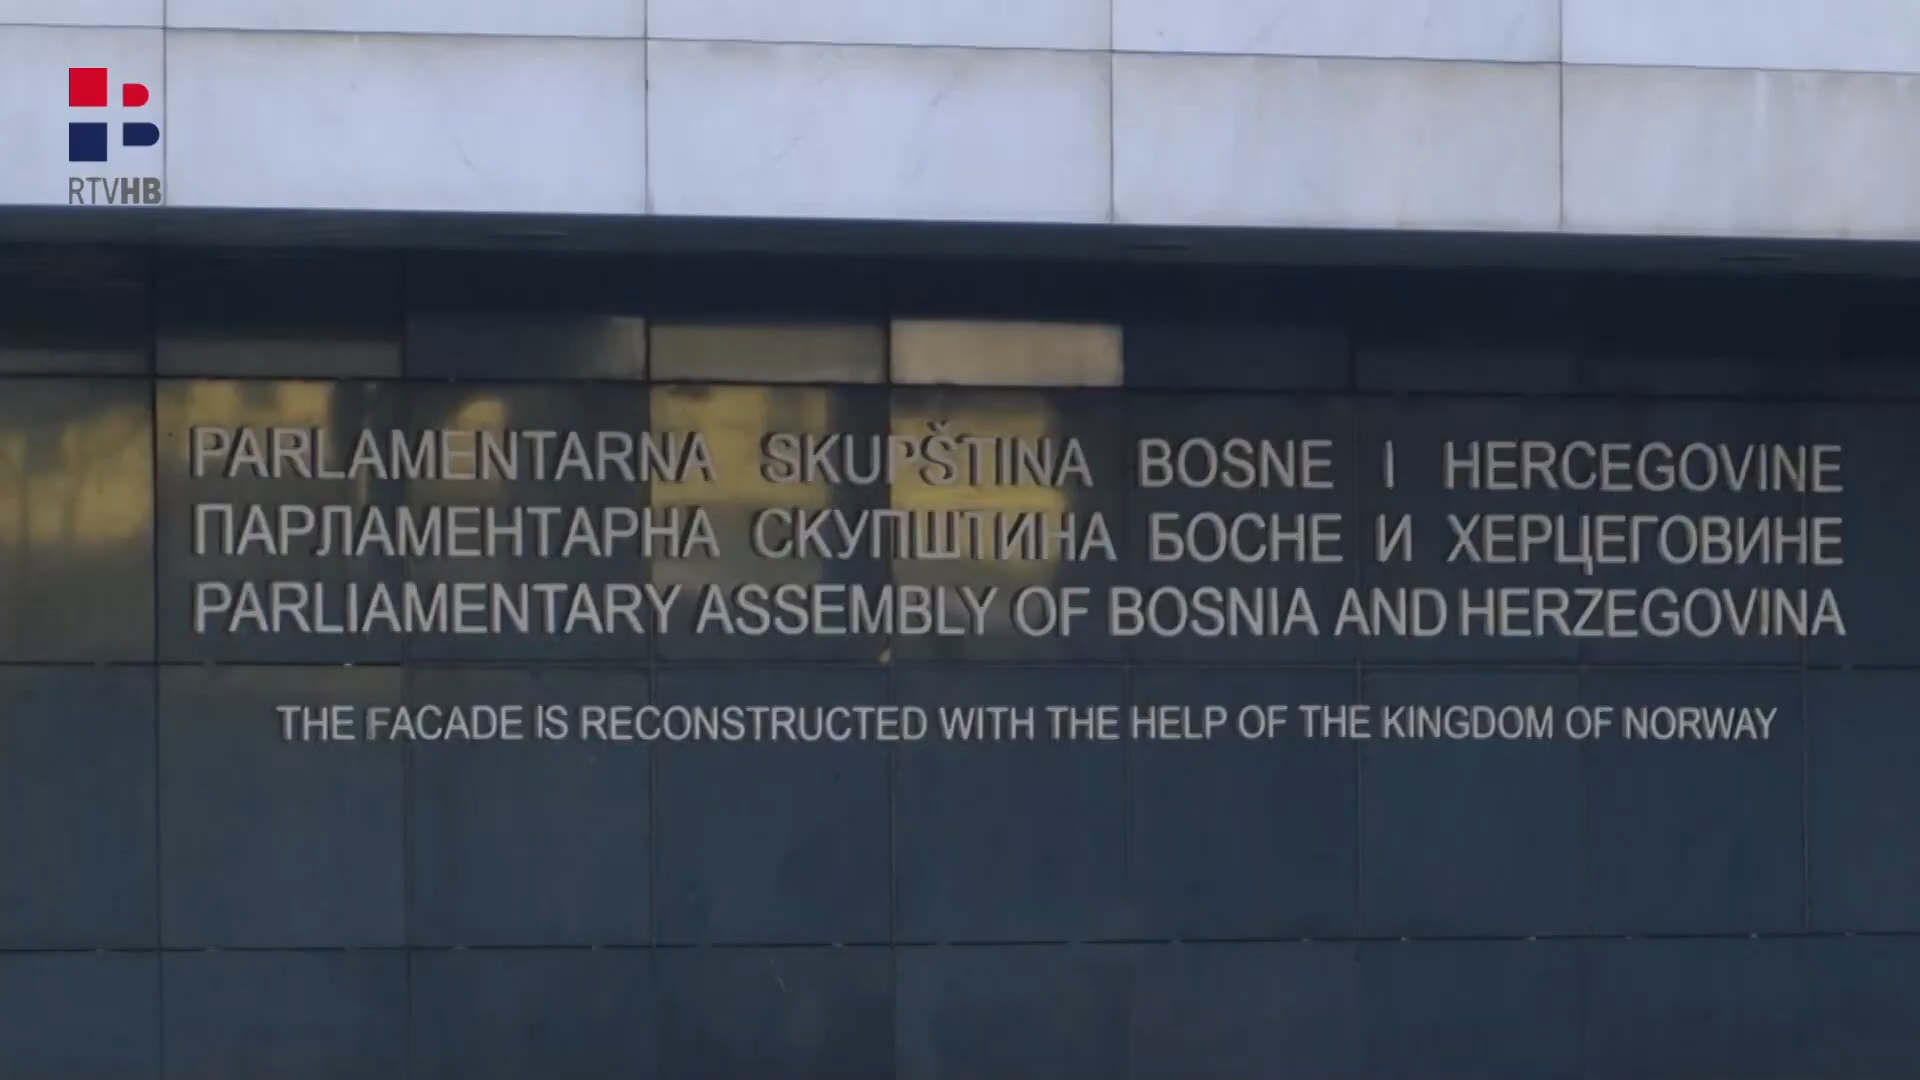 RTVHB
PARLAMENTARNA SKUPŠTINA BOSNE I HERCEGOVINE
ПАРЛАМЕНТАРНА СКУПШТИНА БОСНЕ И ХЕРЦЕГОВИНЕ
PARLIAMENTARY ASSEMBLY OF BOSNIA AND HERZEGOVINA
THE FACADE IS RECONSTRUCTED WITH THE HELP OF THE KINGDOM OF NORWAY